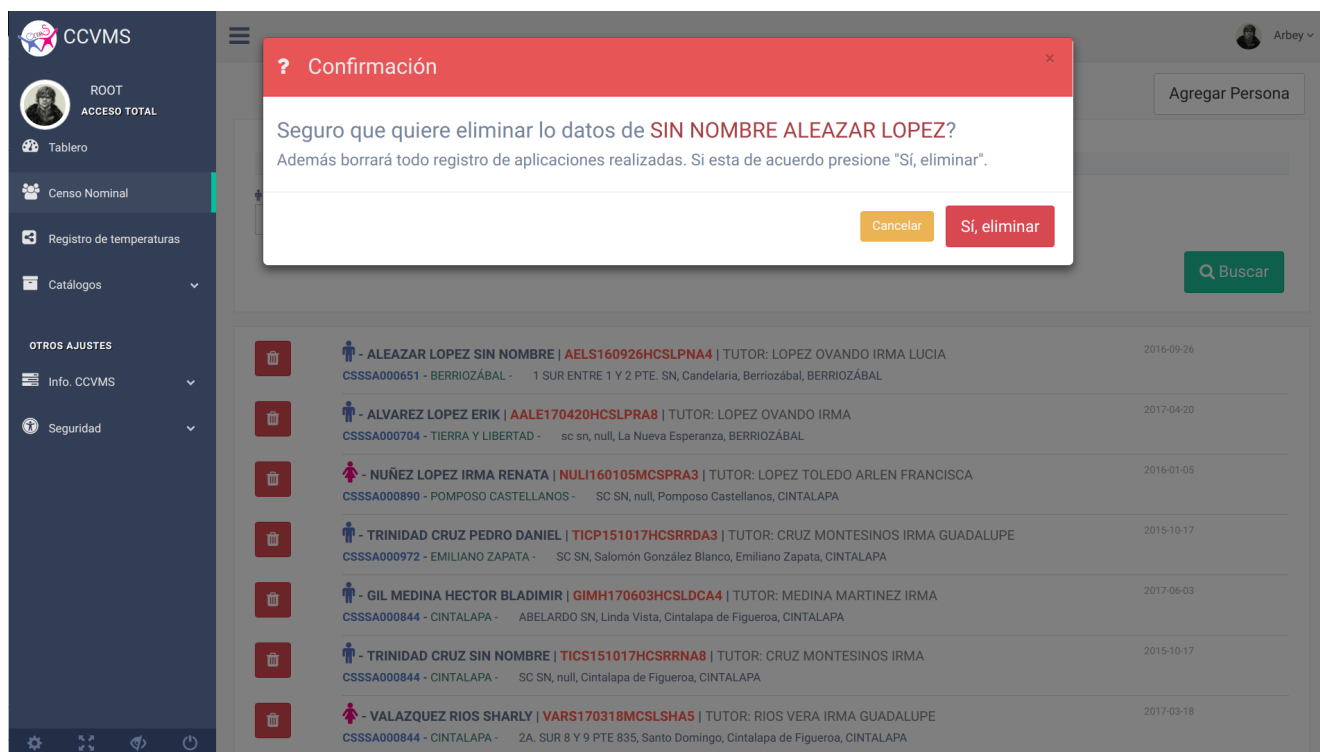 CCVMS
Arbey
ROOT
ACCESO TOTAL
Tablero
Censo Nominal
Registro de temperaturas
Catálogos
OTROS AJUSTES
Info. CCVMS
Seguridad
? Confirmación
×
Agregar Persona
Seguro que quiere eliminar lo datos de SIN NOMBRE ALEAZAR LOPEZ?
Además borrará todo registro de aplicaciones realizadas. Si esta de acuerdo presione "Sí, eliminar".
Cancelar
Sí, eliminar
Buscar
- ALEAZAR LOPEZ SIN NOMBRE | AELS160926HCSLPNA4 | TUTOR: LOPEZ OVANDO IRMA LUCIA 2016-09-26
CSSSA000651 - BERRIOZÁBAL - 1 SUR ENTRE 1 Y 2 PTE. SN, Candelaria, Berriozábal, BERRIOZÁBAL
- ALVAREZ LOPEZ ERIK | AALE170420HCSLPRA8 | TUTOR: LOPEZ OVANDO IRMA 2017-04-20
CSSSA000704 - TIERRA Y LIBERTAD - sc sn, null, La Nueva Esperanza, BERRIOZÁBAL
- NUÑEZ LOPEZ IRMA RENATA | NULI160105MCSPRA3 | TUTOR: LOPEZ TOLEDO ARLEN FRANCISCA 2016-01-05
CSSSA000890 - POMPOSO CASTELLANOS - SC SN, null, Pomposo Castellanos, CINTALAPA
- TRINIDAD CRUZ PEDRO DANIEL | TICP151017HCSRRDA3 | TUTOR: CRUZ MONTESINOS IRMA GUADALUPE 2015-10-17
CSSSA000972 - EMILIANO ZAPATA - SC SN, Salomón González Blanco, Emiliano Zapata, CINTALAPA
- GIL MEDINA HECTOR BLADIMIR | GIMH170603HCSLDCA4 | TUTOR: MEDINA MARTINEZ IRMA 2017-06-03
CSSSA000844 - CINTALAPA - ABELARDO SN, Linda Vista, Cintalapa de Figueroa, CINTALAPA
- TRINIDAD CRUZ SIN NOMBRE | TICS151017HCSRRNA8 | TUTOR: CRUZ MONTESINOS IRMA 2015-10-17
CSSSA000844 - CINTALAPA - SC SN, null, Cintalapa de Figueroa, CINTALAPA
- VALAZQUEZ RIOS SHARLY | VARS170318MCSLSHA5 | TUTOR: RIOS VERA IRMA GUADALUPE 2017-03-18
CSSSA000844 - CINTALAPA - 2A. SUR 8 Y 9 PTE 835, Santo Domingo, Cintalapa de Figueroa, CINTALAPA